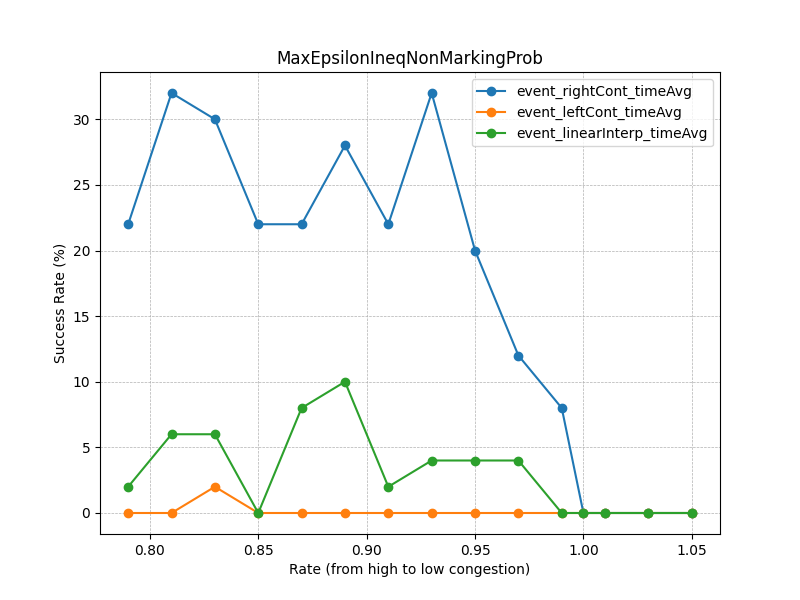 MaxEpsilonIneqNonMarkingProb
event_rightCont_timeAvg
event_leftCont_timeAvg
event_linearInterp_timeAvg
Success Rate (%)
30
25
20
15
10
5
0
0.80 0.85 0.90 0.95 1.00 1.05
Rate (from high to low congestion)